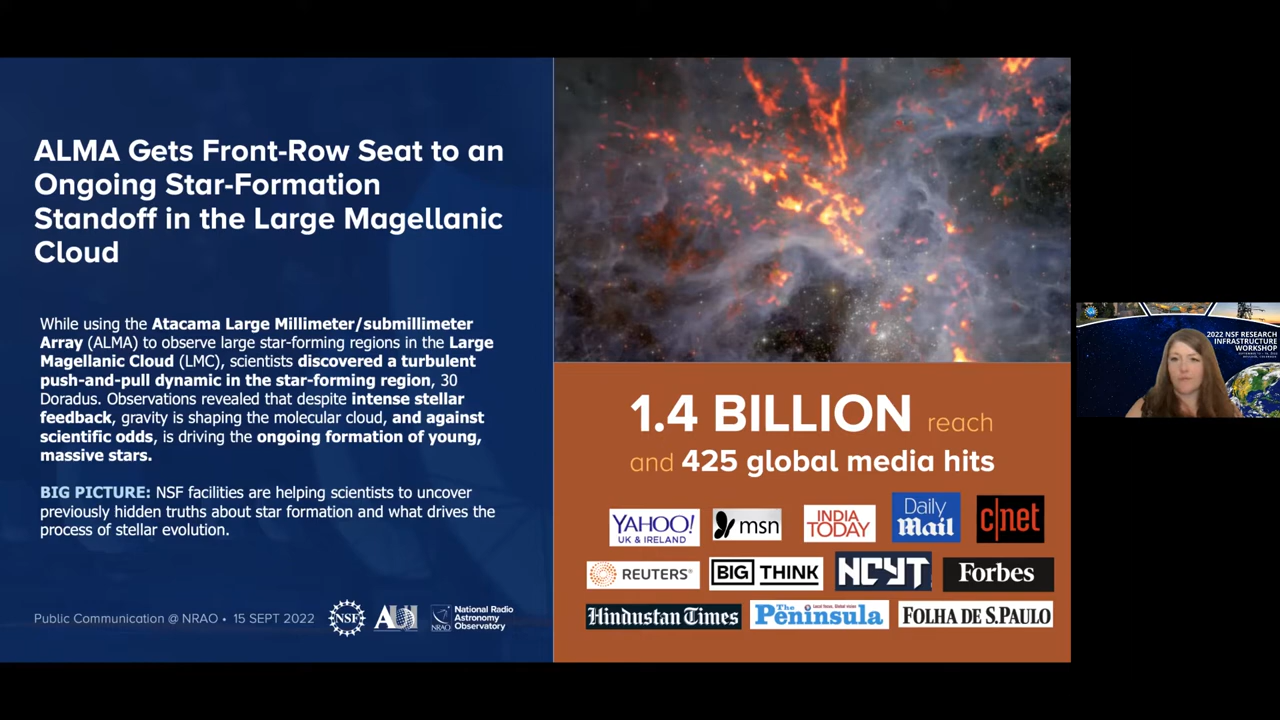 ALMA Gets Front-Row Seat to an
Ongoing Star-Formation
Standoff in the Large Magellanic
Cloud
While using the Atacama Large Millimeter/submillimeter
Array (ALMA) to observe large star-forming regions in the Large
Magellanic Cloud (LMC), scientists discovered a turbulent
push-and-pull dynamic in the star-forming region, 30
Doradus. Observations revealed that despite intense stellar
feedback, gravity is shaping the molecular cloud, and against
scientific odds, is driving the ongoing formation of young,
massive stars.
BIG PICTURE: NSF facilities are helping scientists to uncover
previously hidden truths about star formation and what drives the
process of stellar evolution.
Public Communication @ NRAO • 15 SEPT 2022
NSF
AUI
NRAO
National Radio
Astronomy
Observatory
1.4 BILLION reach
and 425 global media hits
YAHOO!
UK & IRELAND
msn
INDIA
TODAY
Daily
Mail
c|net
REUTERS®
BIG THINK
NCYT
Forbes
Hindustan Times
The
Peninsula
FOLHA DE S.PAULO
2022 NSF RESEARCH
INFRASTRUCTURE
WORKSHOP